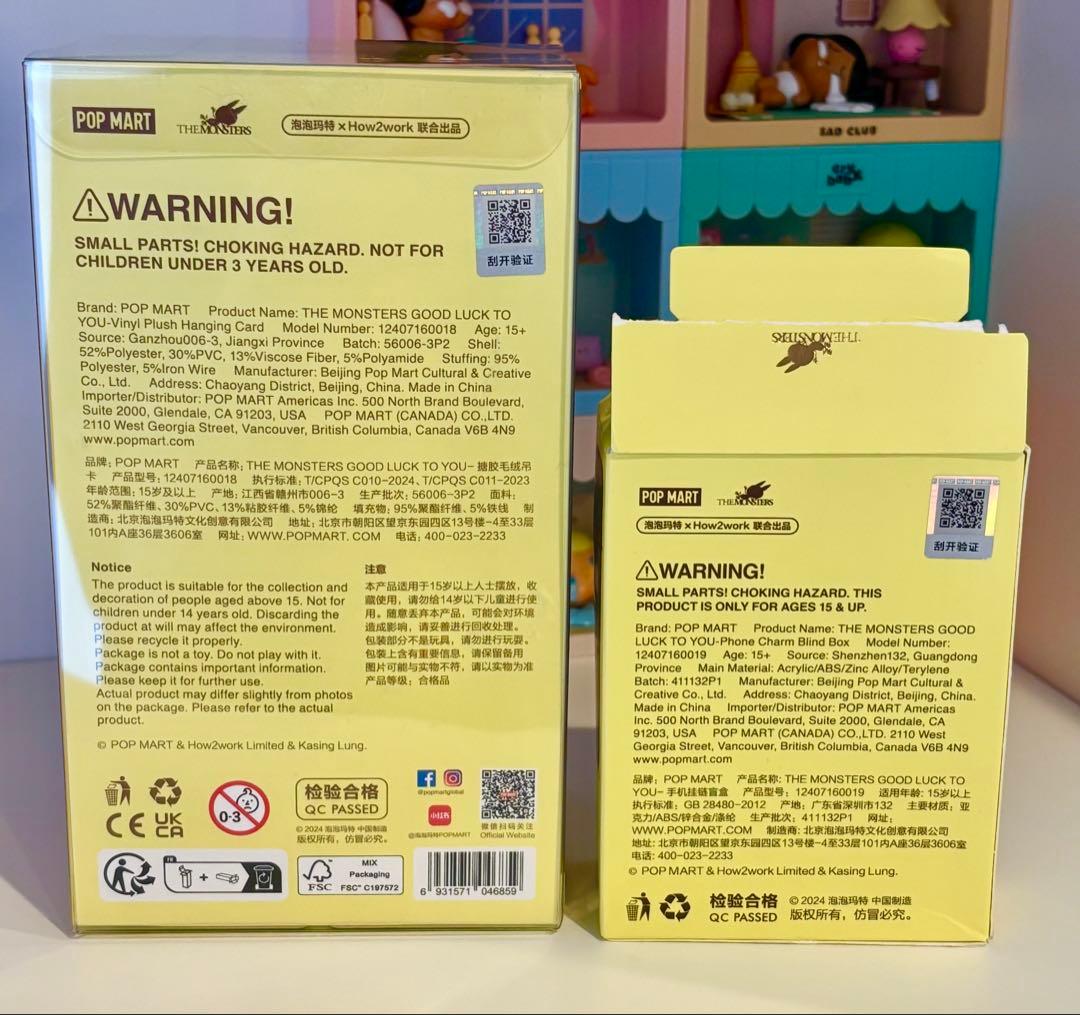 POP MART
THE MONSTERS
泡泡玛特 × How2work 联合出品
⚠WARNING!
SMALL PARTS! CHOKING HAZARD. NOT FOR
CHILDREN UNDER 3 YEARS OLD.
刮开验证
Brand: POP MART Product Name: THE MONSTERS GOOD LUCK TO
YOU-Vinyl Plush Hanging Card Model Number: 12407160018 Age: 15+
Source: Ganzhou006-3, Jiangxi Province Batch: 56006-3P2 Shell:
52%Polyester, 30%PVC, 13%Viscose Fiber, 5%Polyamide Stuffing: 95%
Polyester, 5%Iron Wire Manufacturer: Beijing Pop Mart Cultural & Creative
Co., Ltd. Address: Chaoyang District, Beijing, China. Made in China
Importer/Distributor: POP MART Americas Inc. 500 North Brand Boulevard,
Suite 2000, Glendale, CA 91203, USA POP MART (CANADA) CO.,LTD.
2110 West Georgia Street, Vancouver, British Columbia, Canada V6B 4N9
www.popmart.com
品牌: POP MART 产品名称: THE MONSTERS GOOD LUCK TO YOU- 搪胶毛绒吊
卡 产品型号: 12407160018 执行标准: T/CPQS C010-2024、T/CPQS C011-2023
年龄范围: 15岁及以上 产地: 江西省赣州市006-3 生产批次: 56006-3P2 面料:
52%聚酯纤维、30%PVC、13%粘胶纤维、5%锦纶 填充物: 95%聚酯纤维、5%铁线 制
造商: 北京泡泡玛特文化创意有限公司 地址: 北京市朝阳区望京东园四区13号楼-4至33层
101内A座36层3606室 网址: WWW.POPMART.COM 电话: 400-023-2233
Notice
The product is suitable for the collection and
decoration of people aged above 15. Not for
children under 14 years old. Discarding the
product at will may affect the environment.
Please recycle it properly.
Package is not a toy. Do not play with it.
Package contains important information.
Please keep it for further use.
Actual product may differ slightly from photos
on the package. Please refer to the actual
product.
注意
本产品适用于15岁以上人士摆放，收
藏使用，请勿给14岁以下儿童进行使
用。随意丢弃本产品，可能会对环境
造成影响，请妥善进行回收处理。
包装部分不是玩具，请勿进行玩耍。
包装上含有重要信息，请保留备用
图片可能与实物不符，请以实物为准
产品等级: 合格品
© POP MART & How2work Limited & Kasing Lung.
CE UK
CA
0-3
检验合格
QC PASSED
© 2024 泡泡玛特 中国制造
版权所有，仿冒必究。
@popmartglobal
小红书
@泡泡玛特POPMART
微信扫码关注
Official Website
FR
FSC
MIX
Packaging
FSC™ C197572
6 931571 046859
SAD CLUB
THE MONSTERS
POP MART
THE MONSTERS
泡泡玛特 × How2work 联合出品
刮开验证
⚠WARNING!
SMALL PARTS! CHOKING HAZARD. THIS
PRODUCT IS ONLY FOR AGES 15 & UP.
Brand: POP MART Product Name: THE MONSTERS GOOD
LUCK TO YOU-Phone Charm Blind Box Model Number:
12407160019 Age: 15+ Source: Shenzhen132, Guangdong
Province Main Material: Acrylic/ABS/Zinc Alloy/Terylene
Batch: 411132P1 Manufacturer: Beijing Pop Mart Cultural &
Creative Co., Ltd. Address: Chaoyang District, Beijing, China.
Made in China Importer/Distributor: POP MART Americas
Inc. 500 North Brand Boulevard, Suite 2000, Glendale, CA
91203, USA POP MART (CANADA) CO.,LTD. 2110 West
Georgia Street, Vancouver, British Columbia, Canada V6B 4N9
www.popmart.com
品牌: POP MART 产品名称: THE MONSTERS GOOD LUCK TO
YOU- 手机挂链盲盒 产品型号: 12407160019 适用年龄: 15岁以上
执行标准: GB 28480-2012 产地: 广东省深圳市132 主要材质: 亚
克力/ABS/锌合金/涤纶 生产批次: 411132P1 网址:
WWW.POPMART.COM 制造商: 北京泡泡玛特文化创意有限公司
地址: 北京市朝阳区望京东园四区13号楼-4至33层101内A座36层3606室
电话: 400-023-2233
© POP MART & How2work Limited & Kasing Lung.
检验合格
QC PASSED
© 2024 泡泡玛特 中国制造
版权所有，仿冒必究。